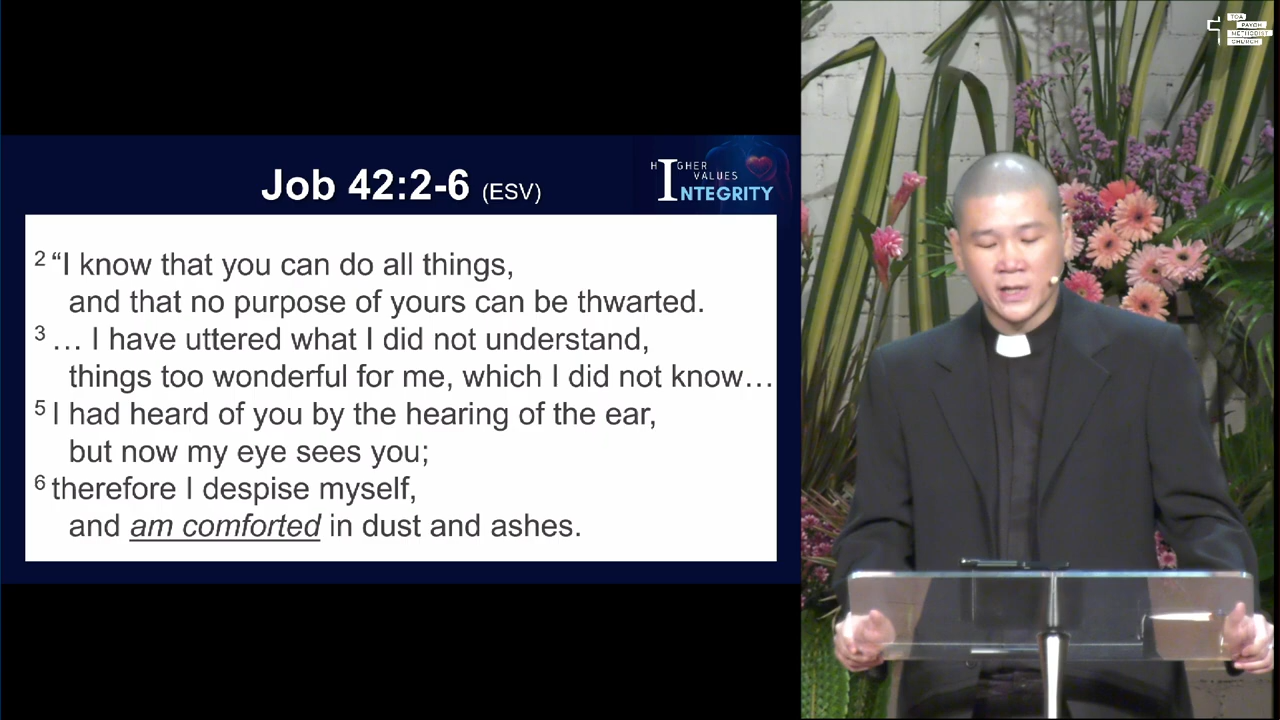 Job 42:2-6 (ESV)
HIGHER
VALUES
INTEGRITY
2 “I know that you can do all things,
and that no purpose of yours can be thwarted.
3 … I have uttered what I did not understand,
things too wonderful for me, which I did not know…
5 I had heard of you by the hearing of the ear,
but now my eye sees you;
6 therefore I despise myself,
and am comforted in dust and ashes.
TOA
PAYOH
METHODIST
CHURCH